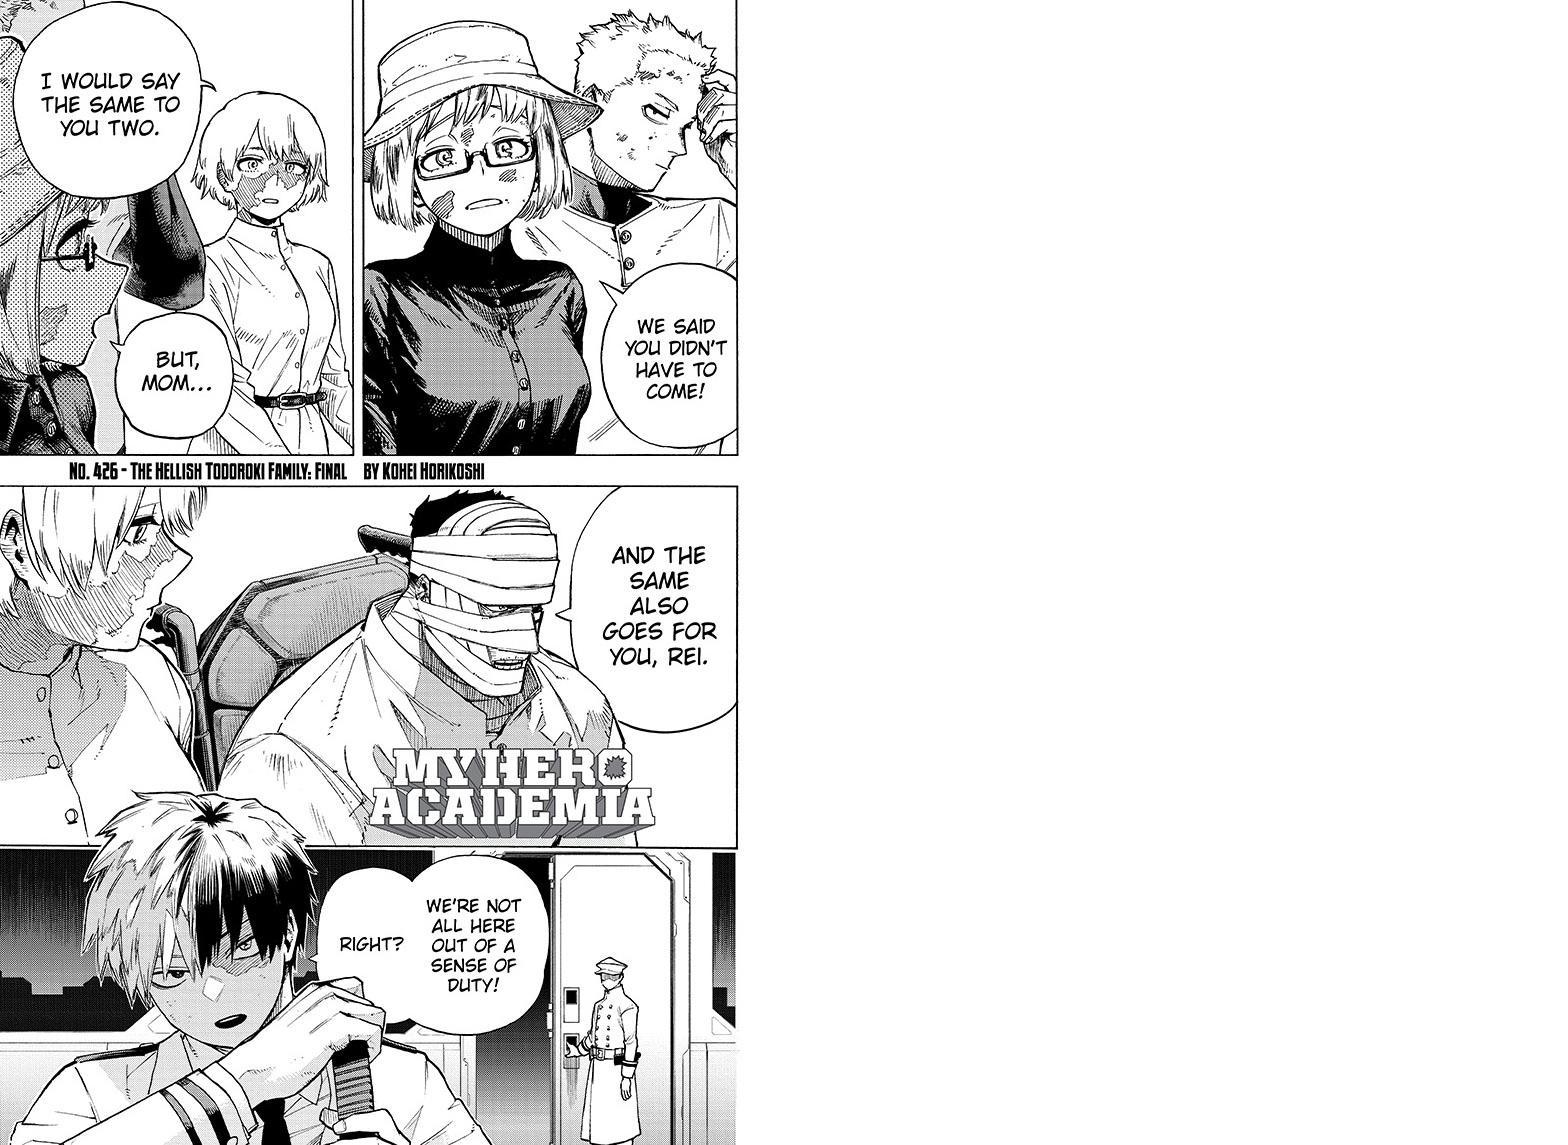 WE SAID
YOU DIDN'T
HAVE TO
COME!
I WOULD SAY
THE SAME TO
YOU TWO.
BUT,
MOM...
No. 426 - The Hellish Todoroki Family: Final by Kohei Horikoshi
AND THE
SAME
ALSO
GOES FOR
YOU, REI.
MY HERO
ACADEMIA
WE'RE NOT
ALL HERE
OUT OF A
SENSE OF
DUTY!
RIGHT?